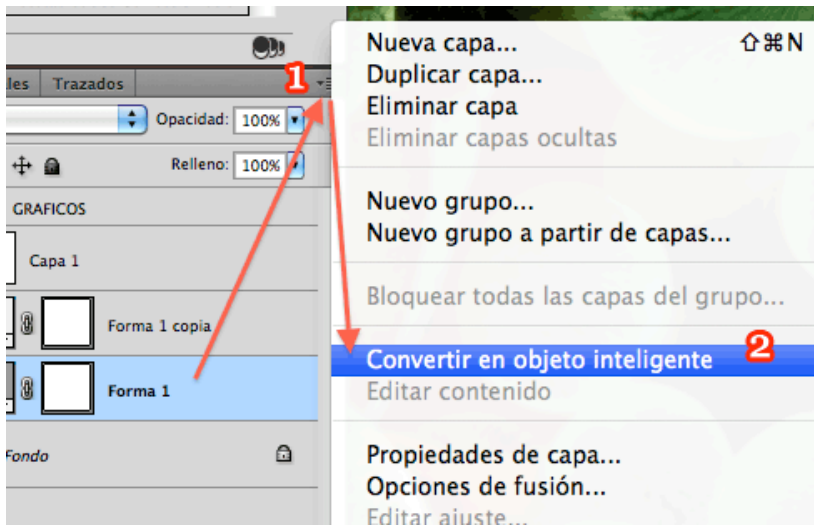 les Trazados
1
Opacidad: 100%
Relleno: 100%
GRAFICOS
Capa 1
Forma 1 copia
Forma 1
Fondo
Nueva capa... ⇧⌘N
Duplicar capa...
Eliminar capa
Eliminar capas ocultas
Nuevo grupo...
Nuevo grupo a partir de capas...
Bloquear todas las capas del grupo...
Convertir en objeto inteligente 2
Editar contenido
Propiedades de capa...
Opciones de fusión...
Editar ajuste...